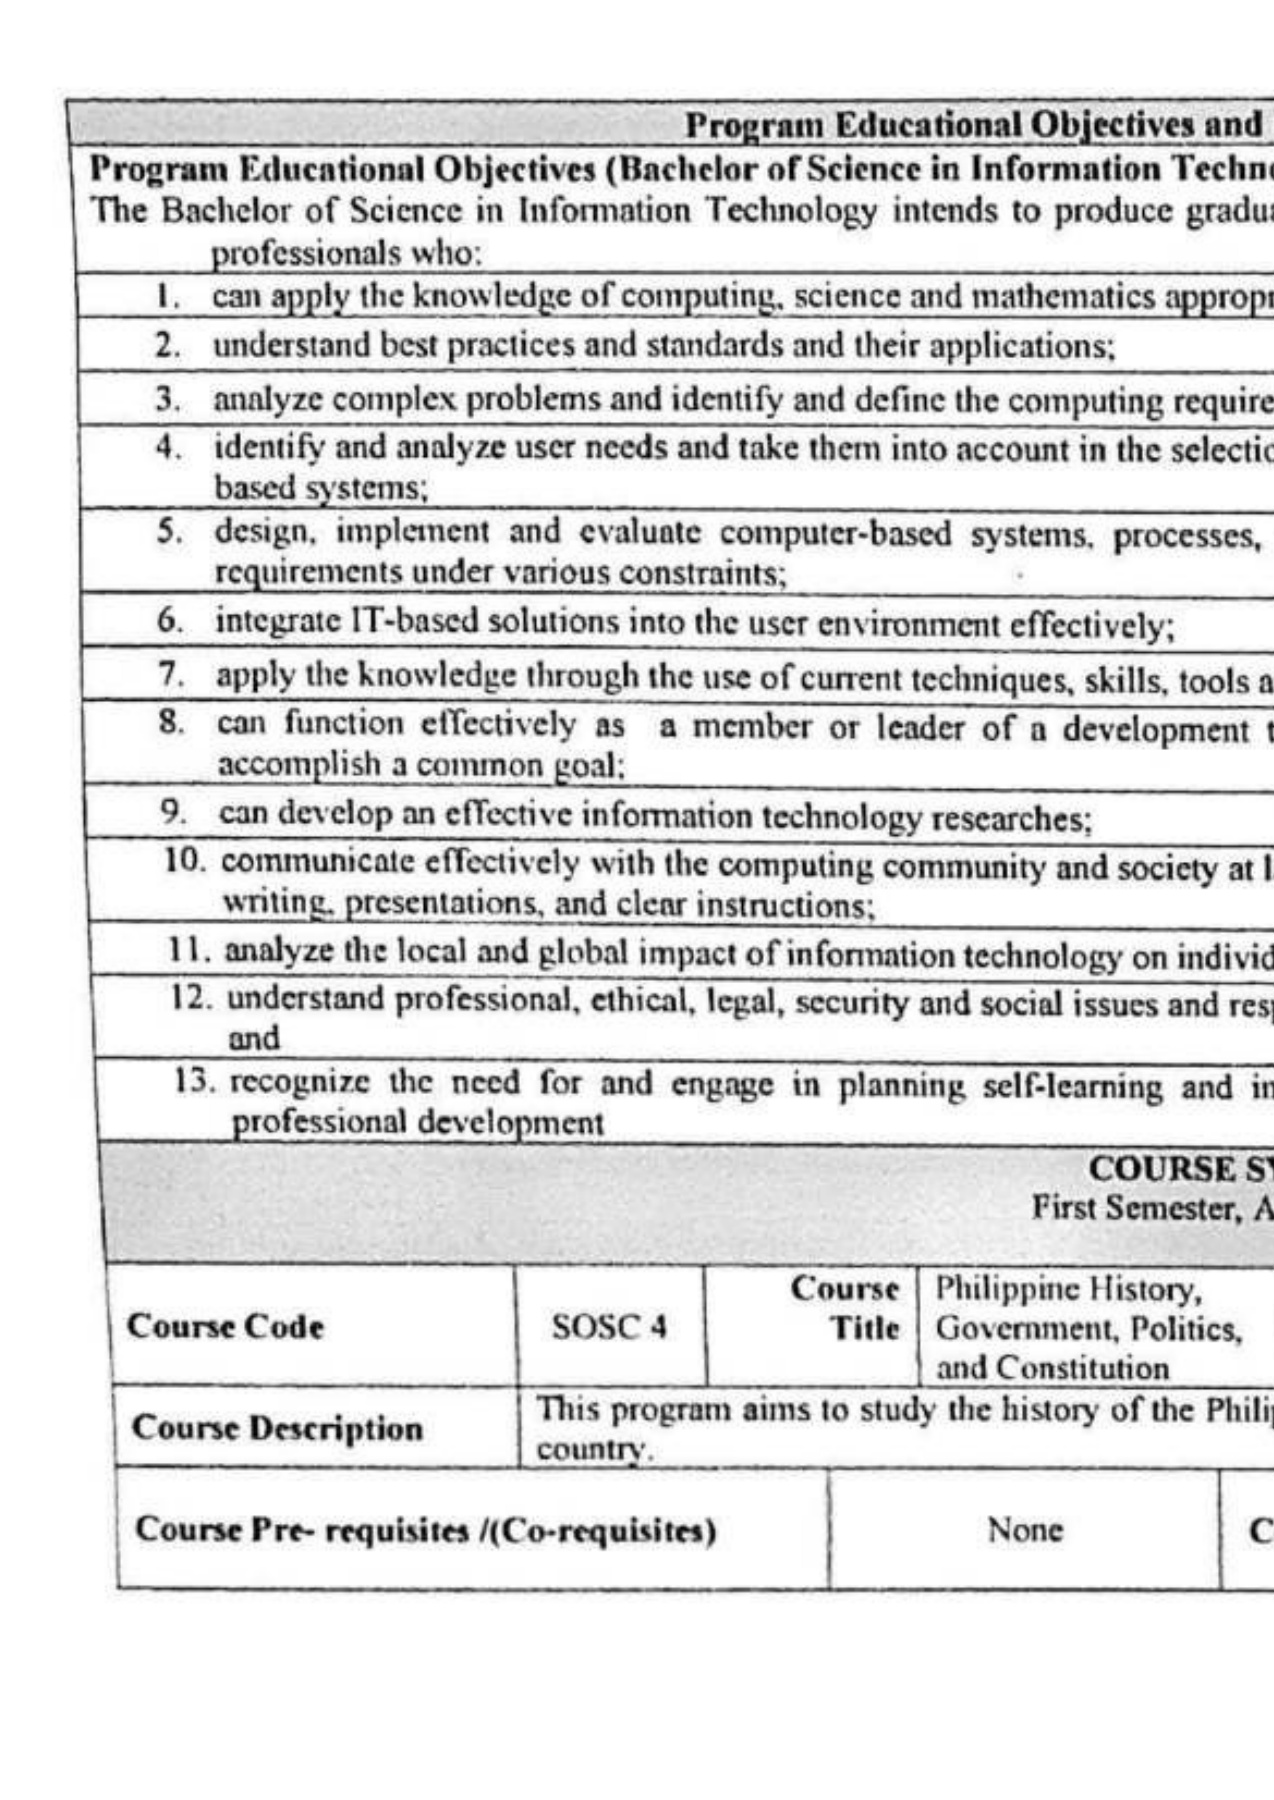 Program Educational Objectives and
Program Educational Objectives (Bachelor of Science in Information Techno
The Bachelor of Science in Information Technology intends to produce gradua
professionals who:
1. can apply the knowledge of computing, science and mathematics appropr
2. understand best practices and standards and their applications;
3. analyze complex problems and identify and define the computing require
4. identify and analyze user needs and take them into account in the selectio
based systems;
5. design, implement and evaluate computer-based systems, processes,
requirements under various constraints;
6. integrate IT-based solutions into the user environment effectively;
7. apply the knowledge through the use of current techniques, skills, tools a
8. can function effectively as a member or leader of a development t
accomplish a common goal;
9. can develop an effective information technology researches;
10. communicate effectively with the computing community and society at l
writing, presentations, and clear instructions;
11. analyze the local and global impact of information technology on individ
12. understand professional, ethical, legal, security and social issues and resp
and
13. recognize the need for and engage in planning self-learning and in
professional development
COURSE SY
First Semester, A
Course Code
SOSC 4
Course
Title
Philippine History,
Government, Politics,
and Constitution
Course Description
This program aims to study the history of the Philip
country.
Course Pre- requisites /(Co-requisites)
None
C